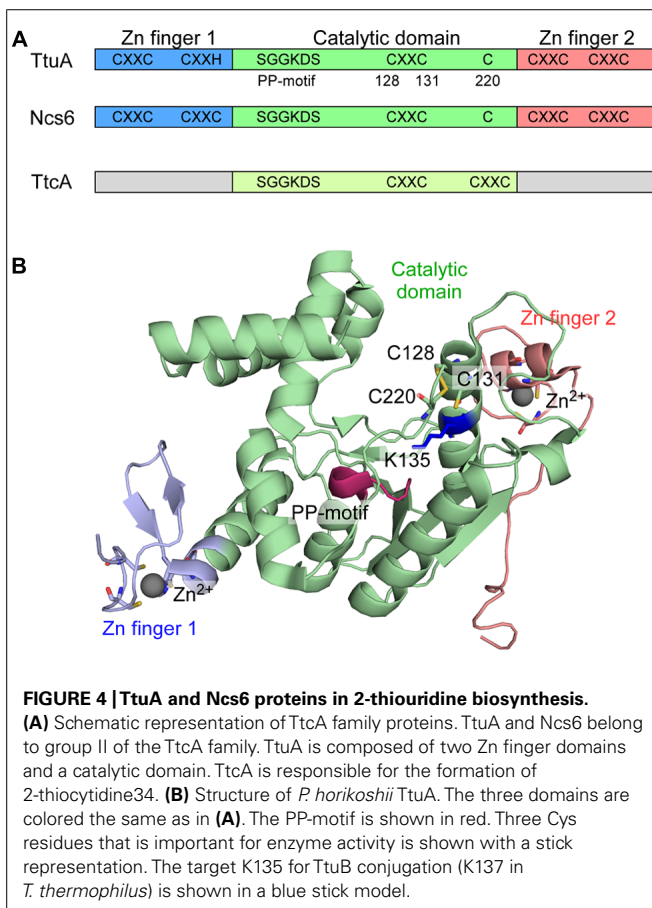 A
Zn finger 1 Catalytic domain Zn finger 2
TtuA CXXC CXXH SGGKDS CXXC C CXXC CXXC
PP-motif 128 131 220
Ncs6 CXXC CXXC SGGKDS CXXC C CXXC CXXC
TtcA SGGKDS CXXC CXXC
B
Catalytic
domain
Zn finger 2
C128
C131
C220
Zn2+
K135
PP-motif
Zn2+
Zn finger 1
FIGURE 4 | TtuA and Ncs6 proteins in 2-thiouridine biosynthesis.
(A) Schematic representation of TtcA family proteins. TtuA and Ncs6 belong
to group II of the TtcA family. TtuA is composed of two Zn finger domains
and a catalytic domain. TtcA is responsible for the formation of
2-thiocytidine34. (B) Structure of P. horikoshii TtuA. The three domains are
colored the same as in (A). The PP-motif is shown in red. Three Cys
residues that is important for enzyme activity is shown with a stick
representation. The target K135 for TtuB conjugation (K137 in
T. thermophilus) is shown in a blue stick model.